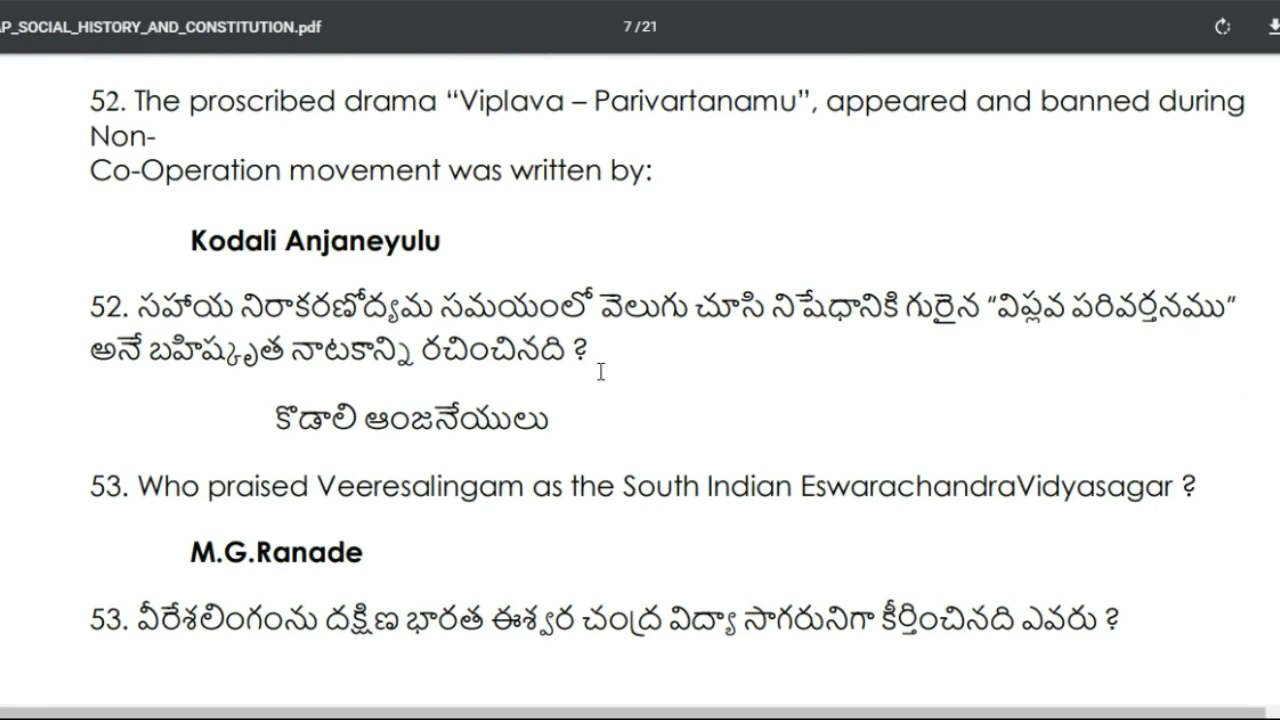 AP_SOCIAL_HISTORY_AND_CONSTITUTION.pdf 7 / 21
52. The proscribed drama “Viplava – Parivartanamu”, appeared and banned during
Non-
Co-Operation movement was written by:
Kodali Anjaneyulu
52. సహాయ నిరాకరణోద్యమ సమయంలో వెలుగు చూసి నిషేధానికి గురైన “విప్లవ పరివర్తనము”
అనే బహిష్కృత నాటకాన్ని రచించినది ?
కొడాలి ఆంజనేయులు
53. Who praised Veeresalingam as the South Indian EswarachandraVidyasagar ?
M.G.Ranade
53. వీరేశలింగంను దక్షిణ భారత ఈశ్వర చంద్ర విద్యా సాగరునిగా కీర్తించినది ఎవరు ?